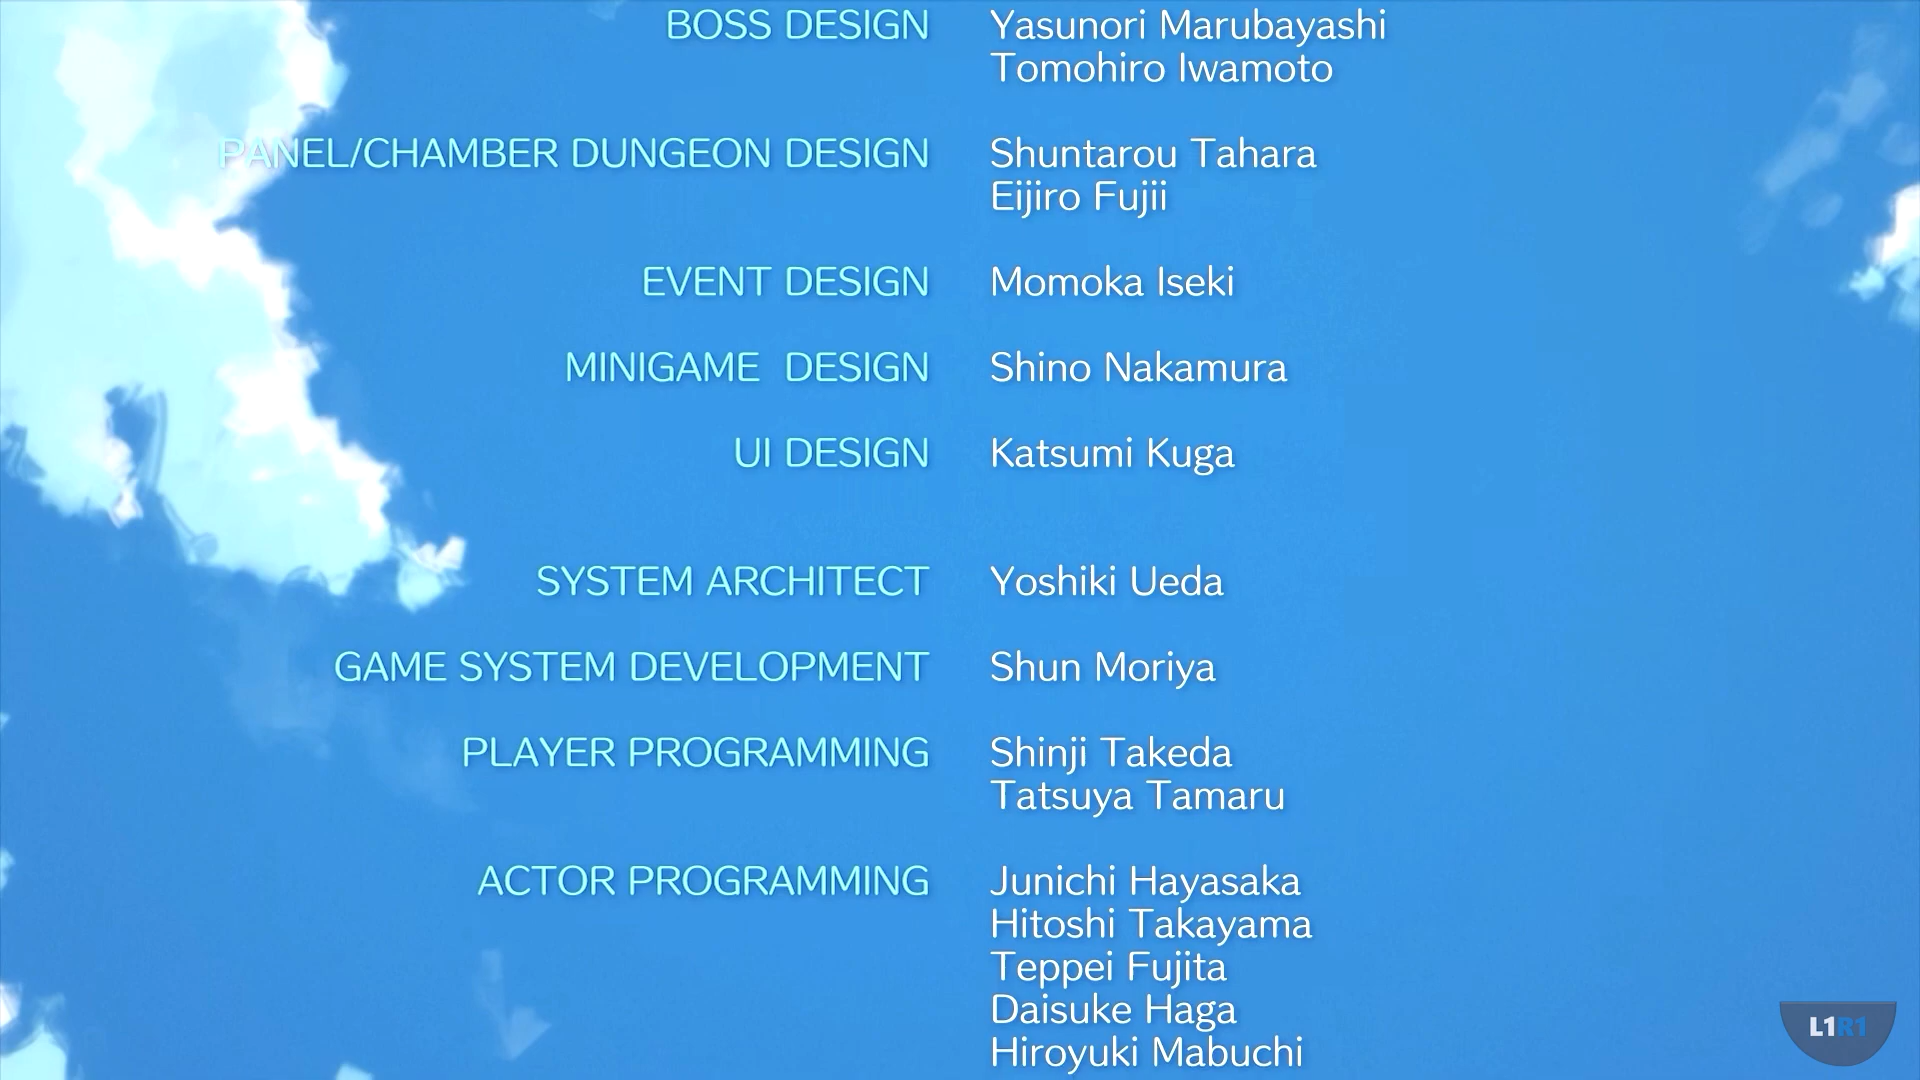 BOSS DESIGN Yasunori Marubayashi
Tomohiro Iwamoto
PANEL/CHAMBER DUNGEON DESIGN Shuntarou Tahara
Eijiro Fujii
EVENT DESIGN Momoka Iseki
MINIGAME DESIGN Shino Nakamura
UI DESIGN Katsumi Kuga
SYSTEM ARCHITECT Yoshiki Ueda
GAME SYSTEM DEVELOPMENT Shun Moriya
PLAYER PROGRAMMING Shinji Takeda
Tatsuya Tamaru
ACTOR PROGRAMMING Junichi Hayasaka
Hitoshi Takayama
Teppei Fujita
Daisuke Haga
Hiroyuki Mabuchi
L1R1